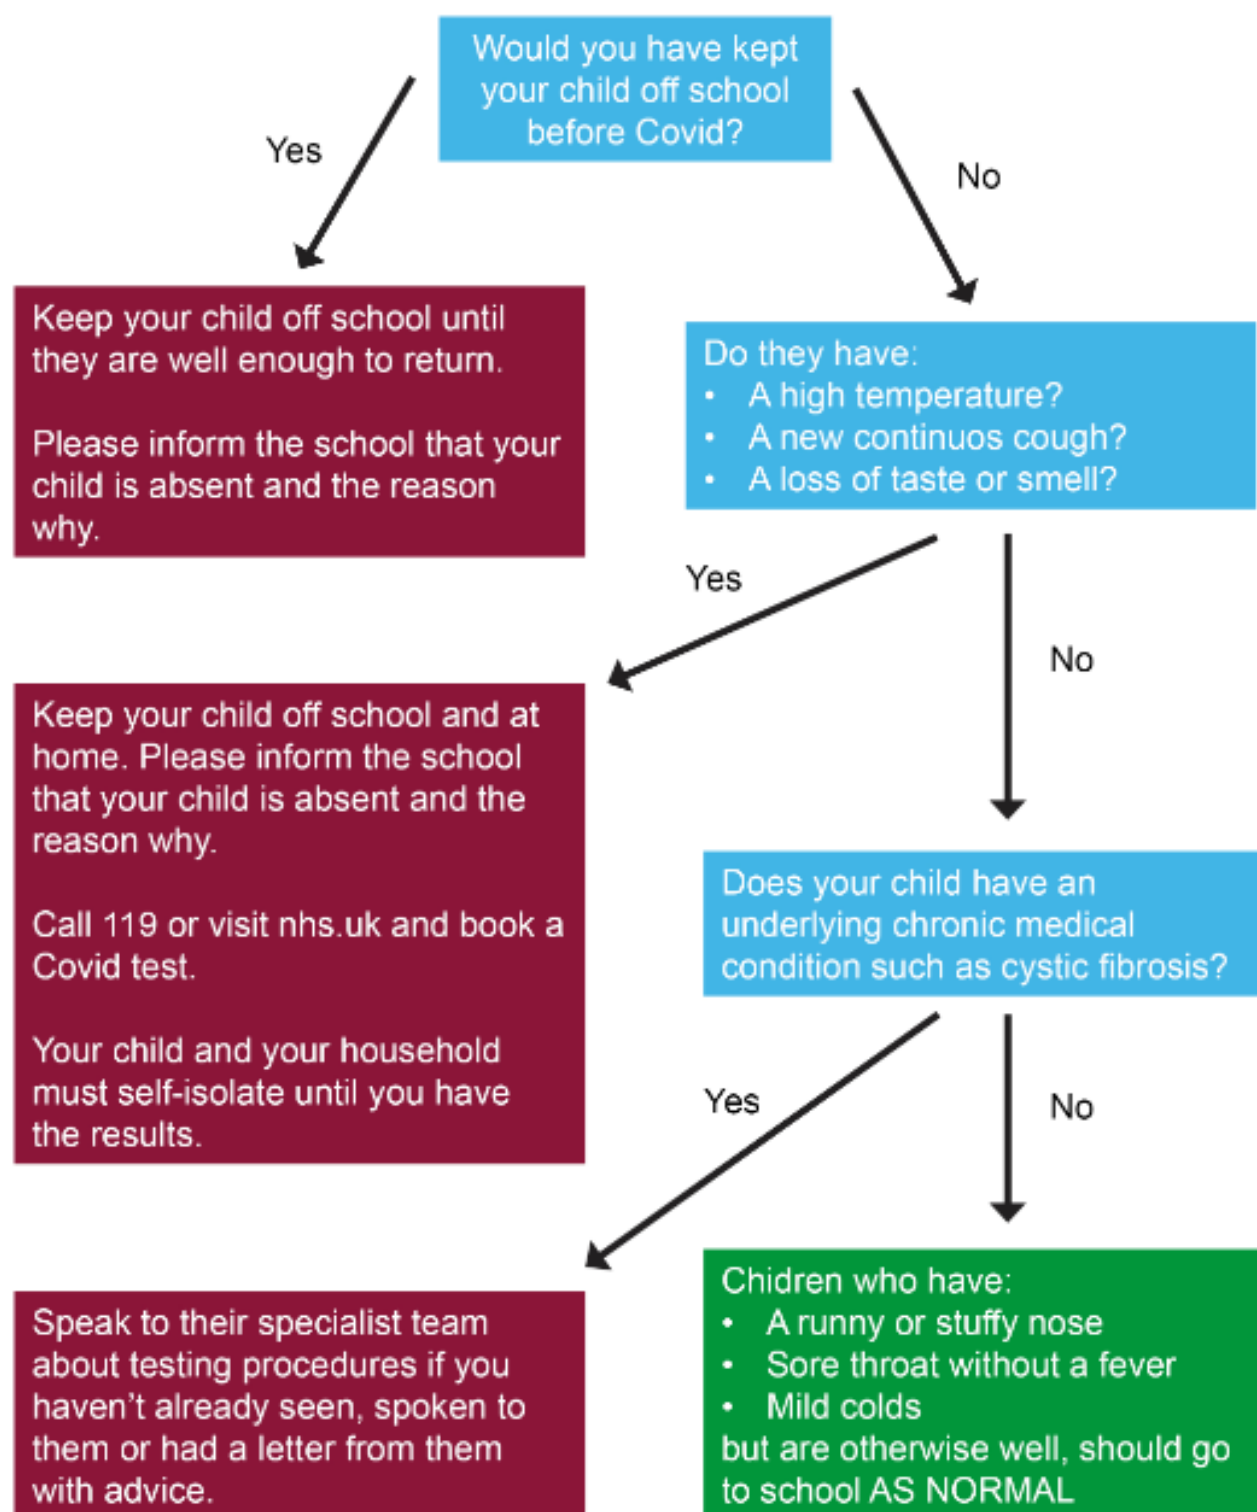 Would you have kept
your child off school
before Covid?
Yes
No
Keep your child off school until
they are well enough to return.
Please inform the school that your
child is absent and the reason
why.
Do they have:
• A high temperature?
• A new continuos cough?
• A loss of taste or smell?
Yes
No
Keep your child off school and at
home. Please inform the school
that your child is absent and the
reason why.
Call 119 or visit nhs.uk and book a
Covid test.
Your child and your household
must self-isolate until you have
the results.
Does your child have an
underlying chronic medical
condition such as cystic fibrosis?
Yes
No
Speak to their specialist team
about testing procedures if you
haven't already seen, spoken to
them or had a letter from them
with advice.
Chidren who have:
• A runny or stuffy nose
• Sore throat without a fever
• Mild colds
but are otherwise well, should go
to school AS NORMAL